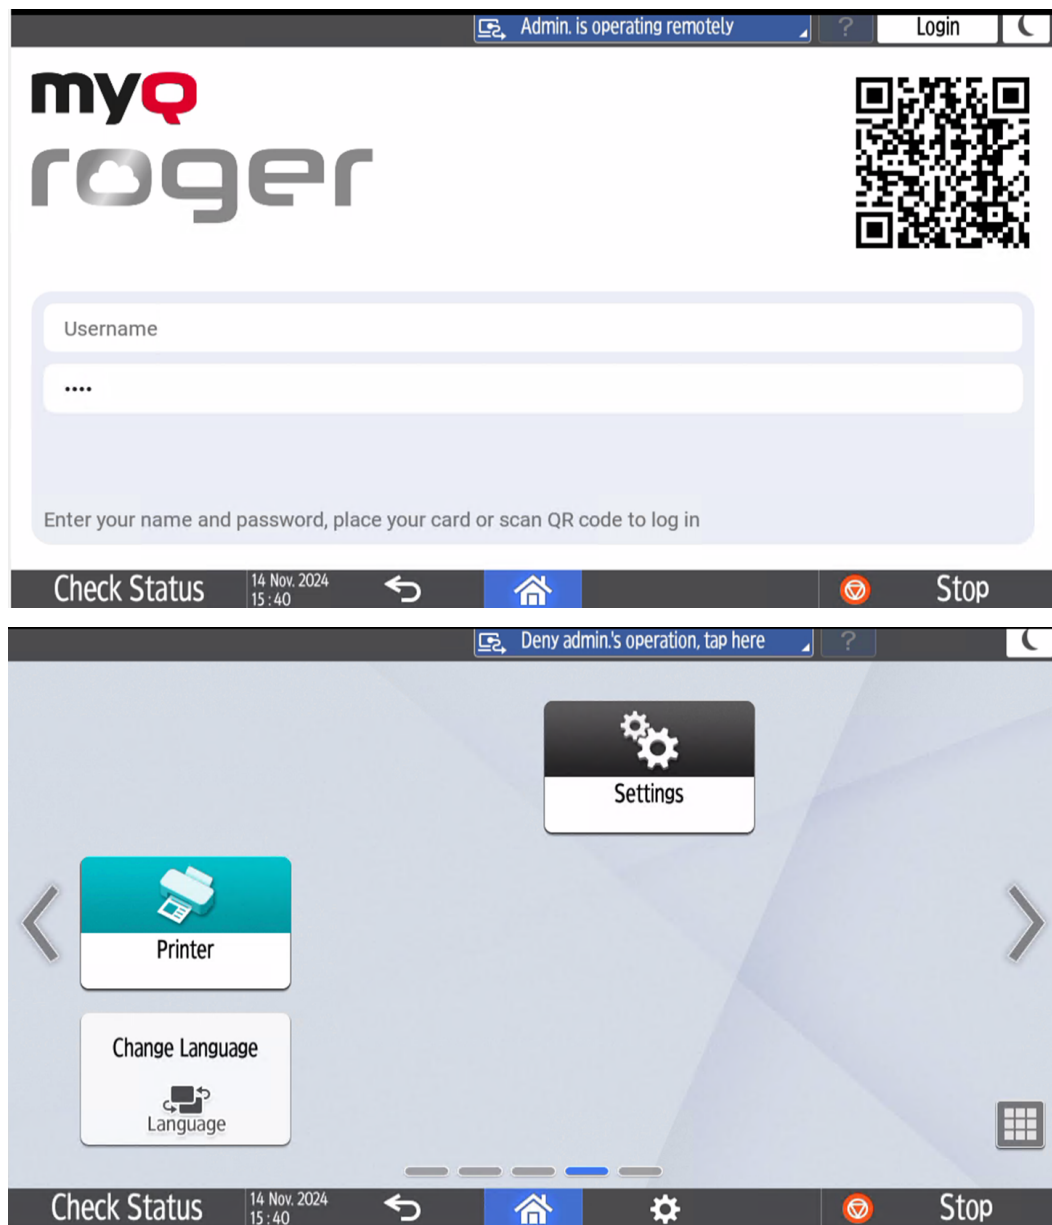 Admin. is operating remotely
?
Login
myQ
roger
Username
••••
Enter your name and password, place your card or scan QR code to log in
Check Status
14 Nov. 2024
15:40
Stop
Deny admin.'s operation, tap here
?
Settings
Printer
Change Language
Language
Check Status
14 Nov. 2024
15:40
Stop